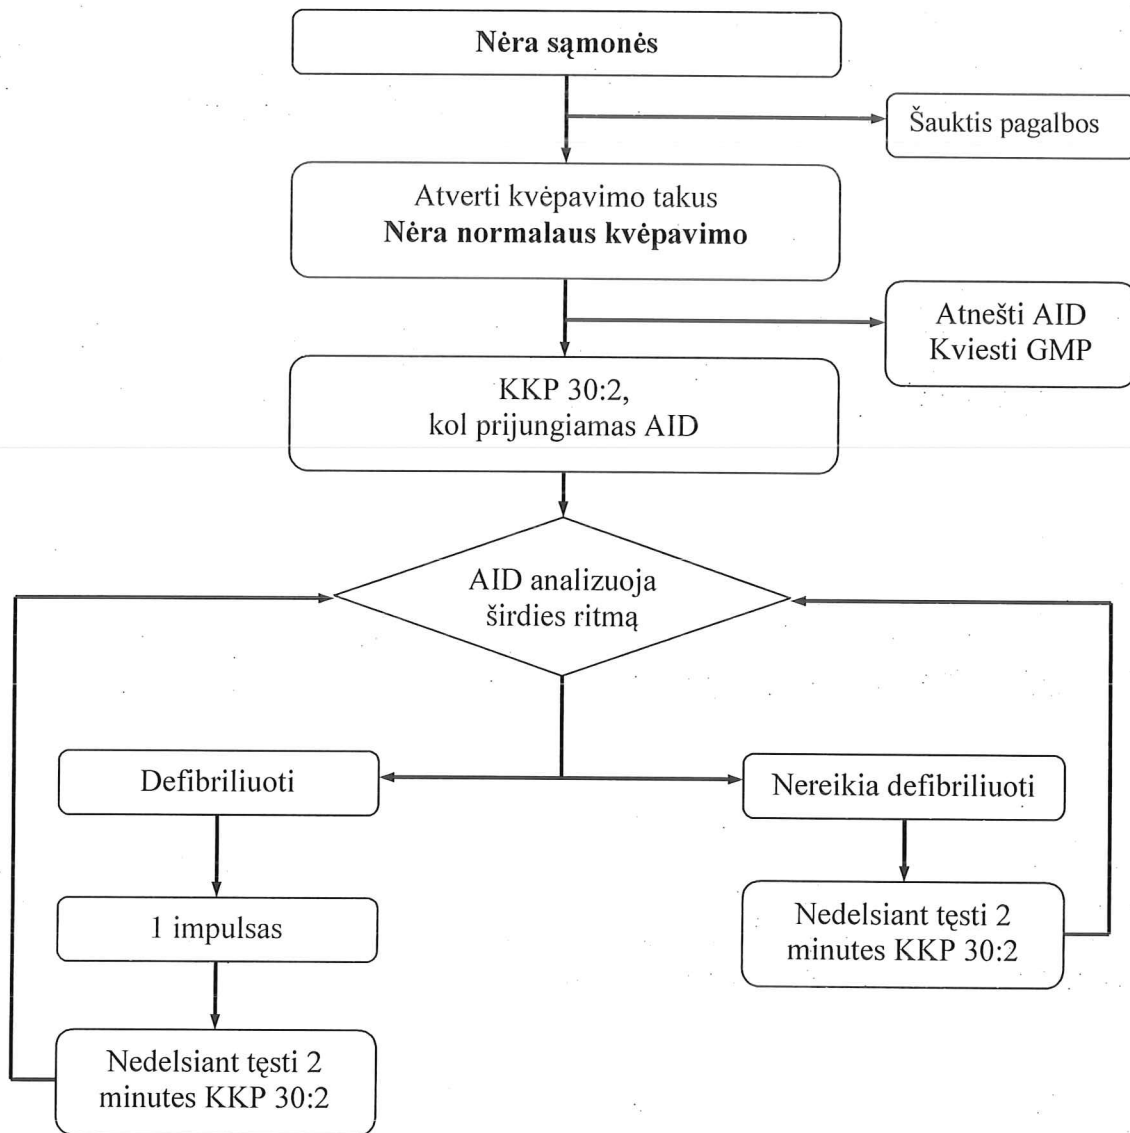 Nėra sąmonės
Šauktis pagalbos
Atverti kvėpavimo takus
Nėra normalaus kvėpavimo
Atnešti AID
Kviesti GMP
KKP 30:2,
kol prijungiamas AID
AID analizuoja
širdies ritmą
Defibriliuoti
Nereikia defibriliuoti
1 impulsas
Nedelsiant tęsti 2
minutes KKP 30:2
Nedelsiant tęsti 2
minutes KKP 30:2